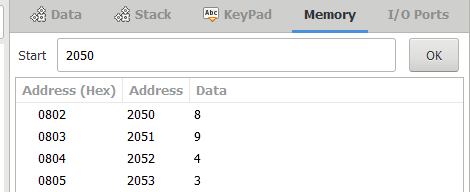 Data Stack Abc KeyPad Memory I/O Ports
Start 2050 OK
Address (Hex) Address Data
0802 2050 8
0803 2051 9
0804 2052 4
0805 2053 3